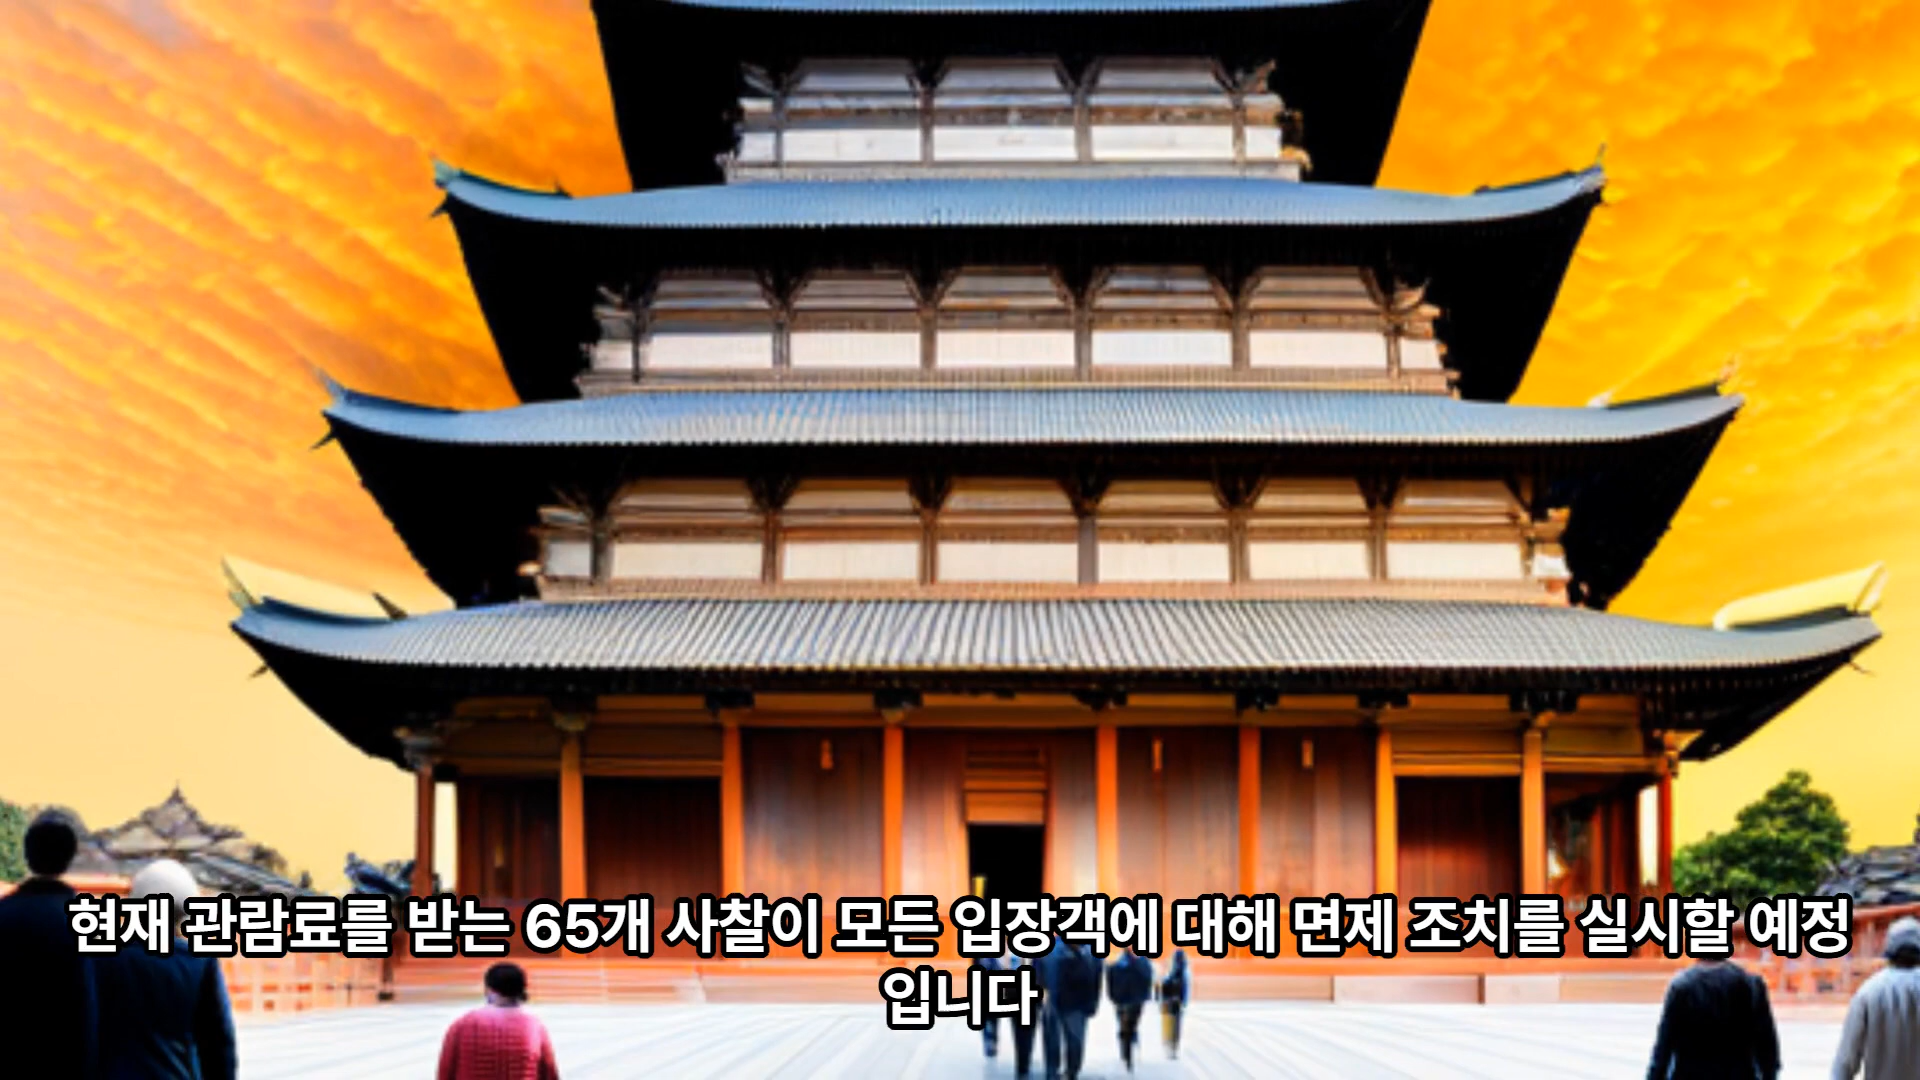 현재 관람료를 받는 65개 사찰이 모든 입장객에 대해 면제 조치를 실시할 예정
입니다